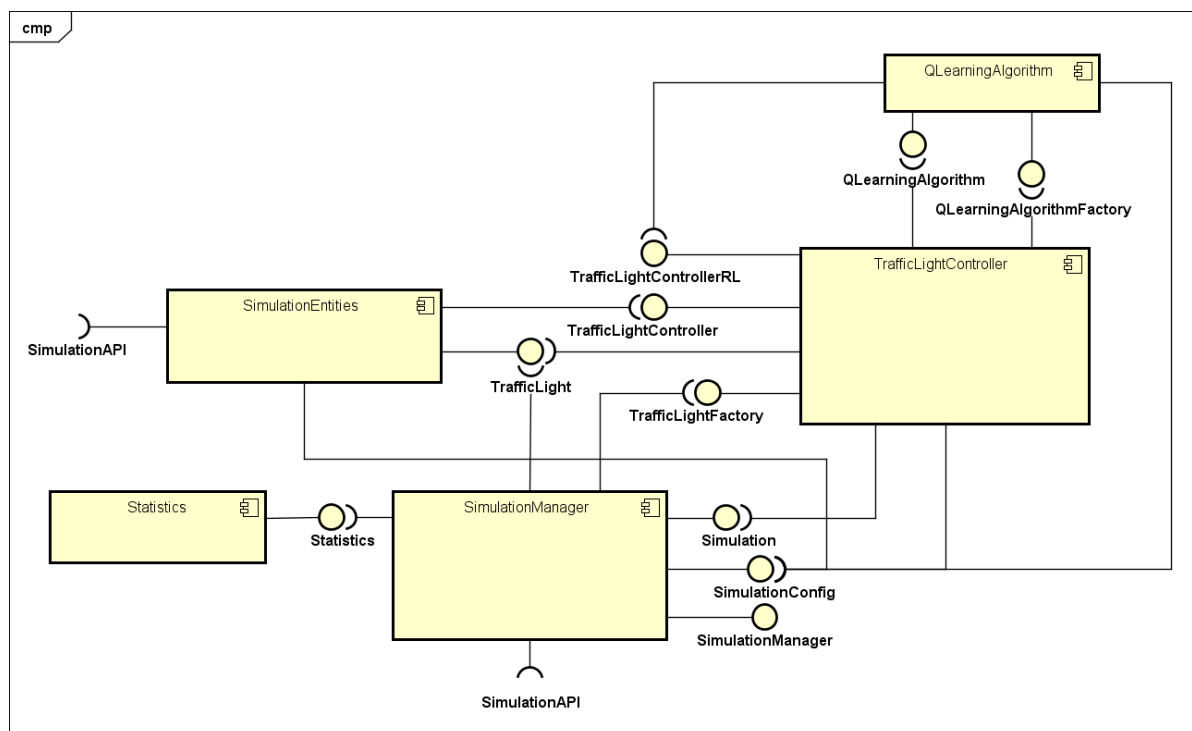 cmp
QLearningAlgorithm
QLearningAlgorithm
QLearningAlgorithmFactory
TrafficLightController
TrafficLightControllerRL
SimulationEntities
TrafficLightController
SimulationAPI
TrafficLight
TrafficLightFactory
Statistics
SimulationManager
Statistics
Simulation
SimulationConfig
SimulationManager
SimulationAPI